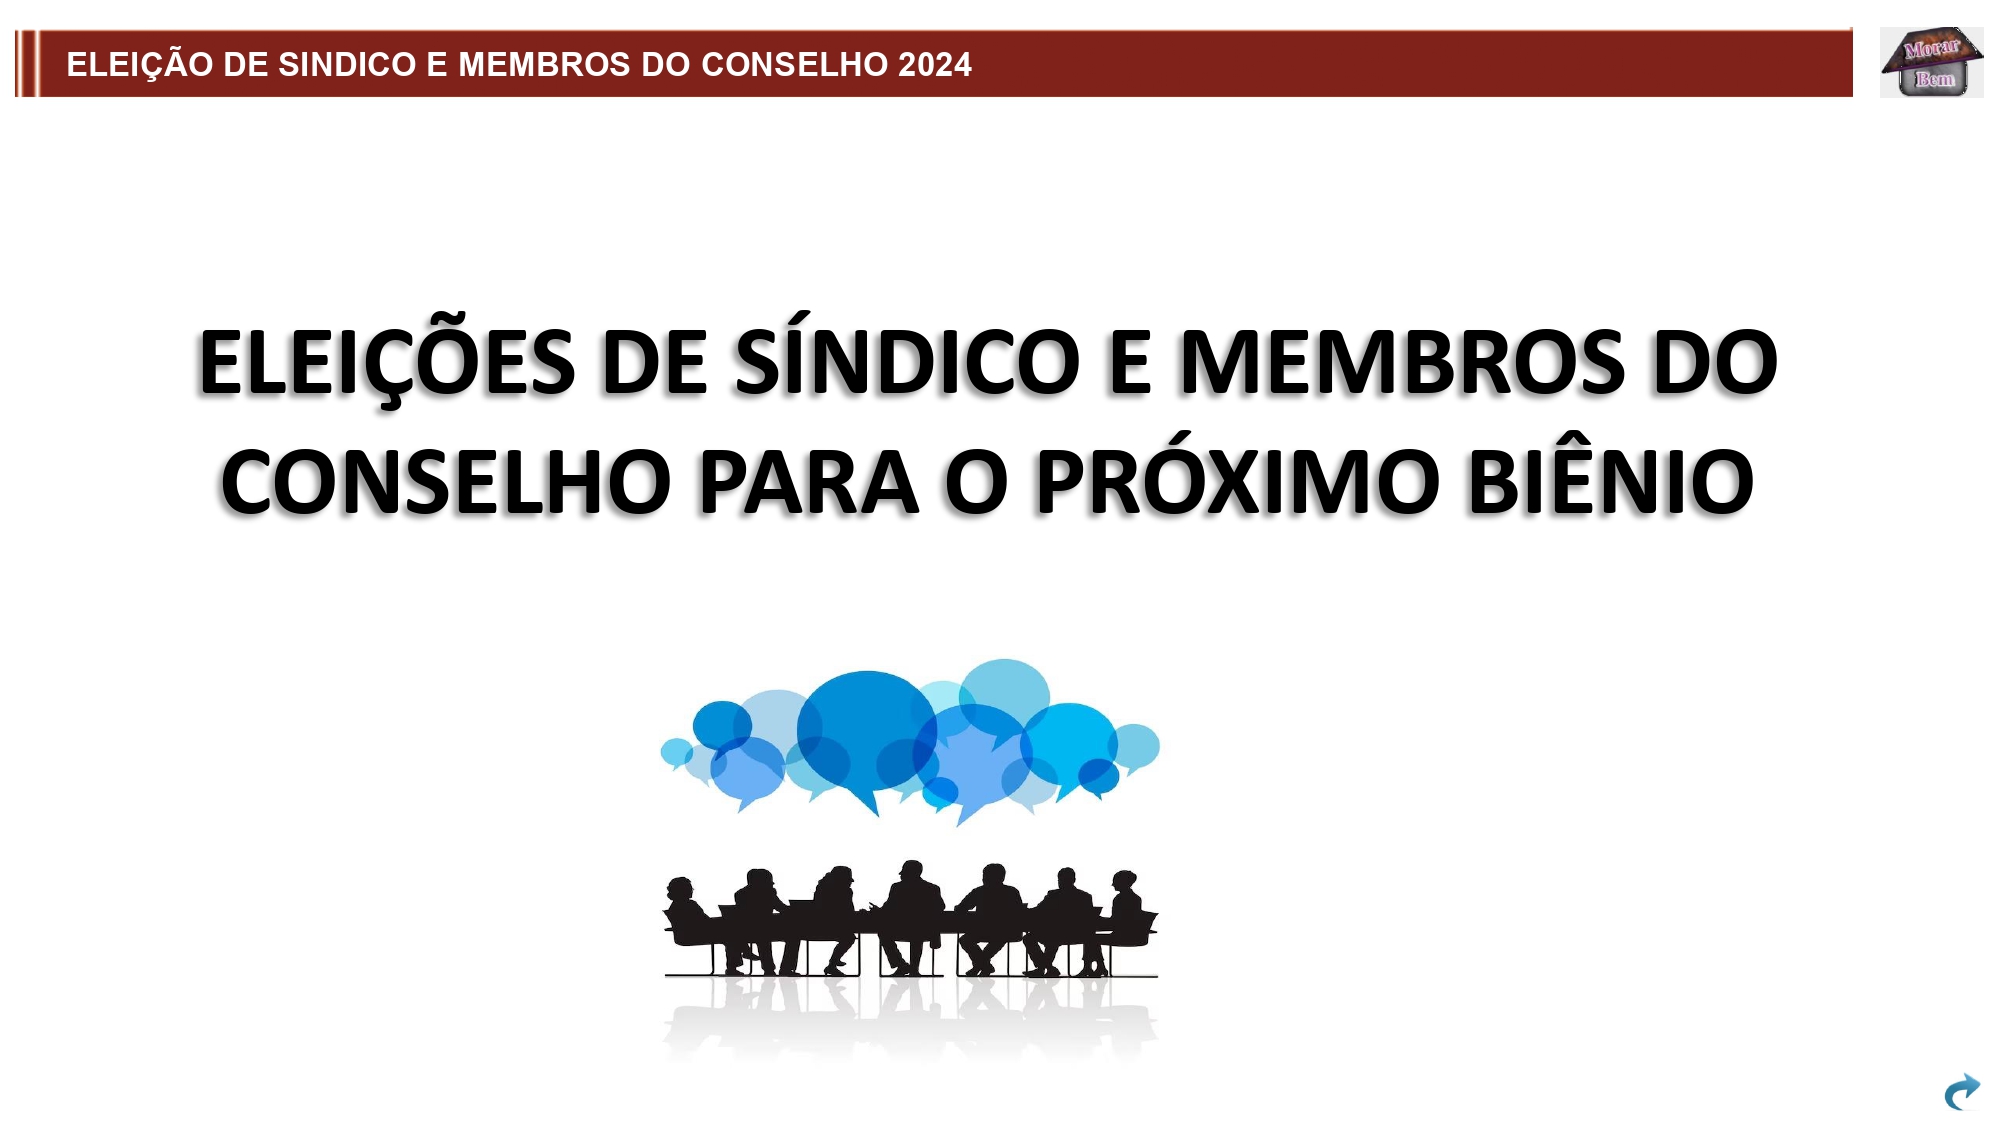 ELEIÇÃO DE SINDICO E MEMBROS DO CONSELHO 2024
Morar
Bem
ELEIÇÕES DE SÍNDICO E MEMBROS DO
CONSELHO PARA O PRÓXIMO BIÊNIO